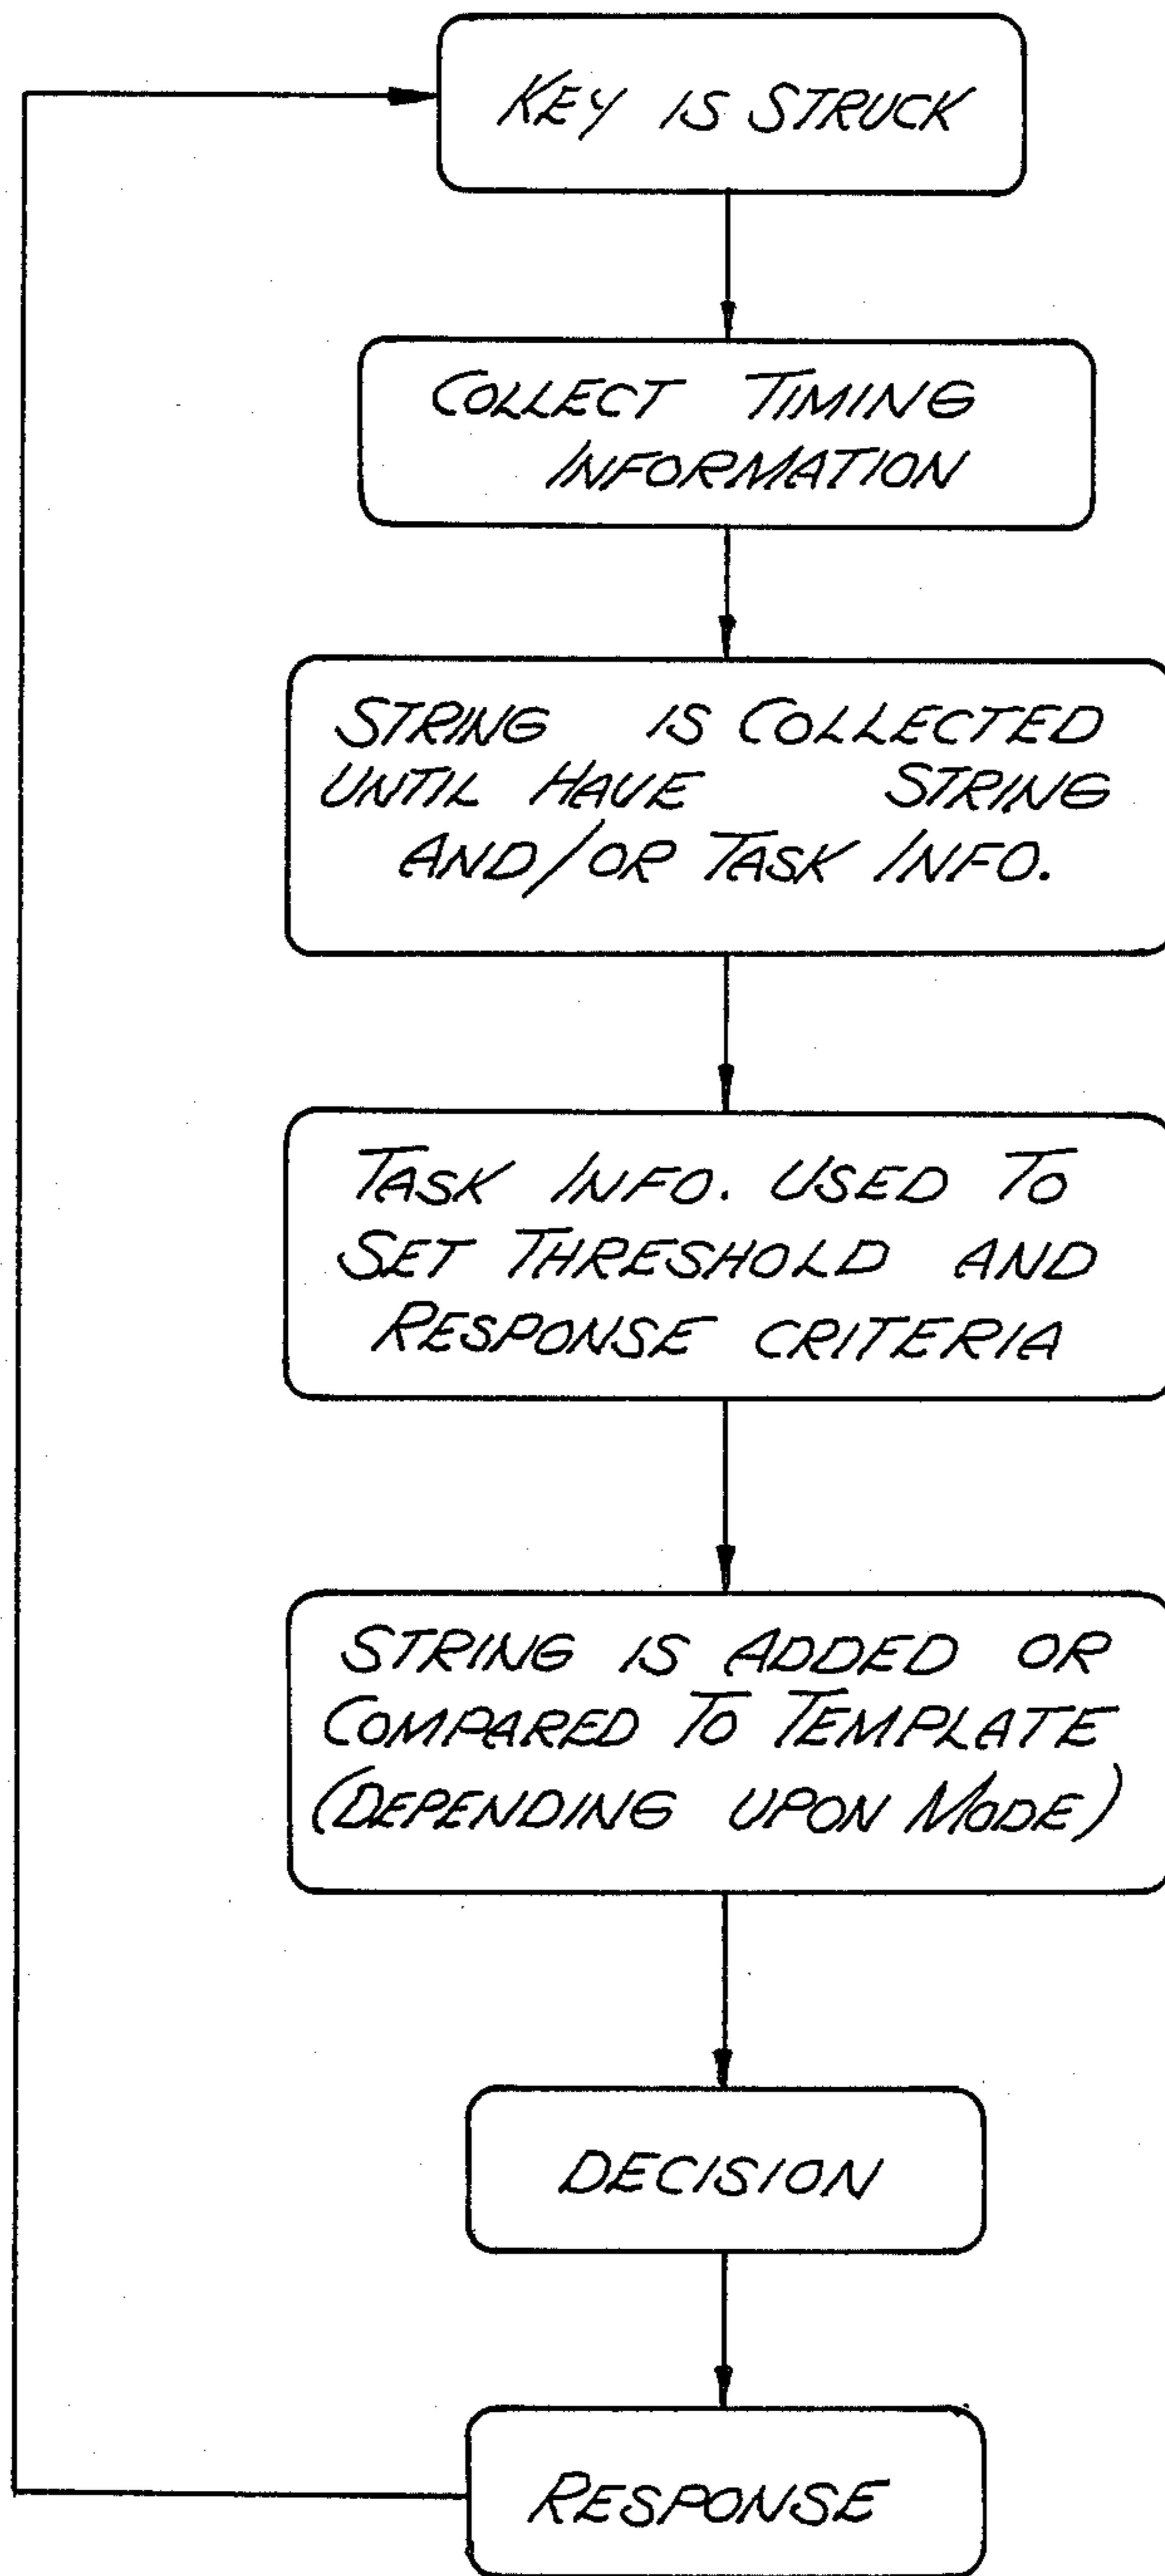 KEY IS STRUCK
COLLECT TIMING
INFORMATION
STRING IS COLLECTED
UNTIL HAVE STRING
AND/OR TASK INFO.
TASK INFO. USED TO
SET THRESHOLD AND
RESPONSE CRITERIA
STRING IS ADDED OR
COMPARED TO TEMPLATE
(DEPENDING UPON MODE)
DECISION
RESPONSE